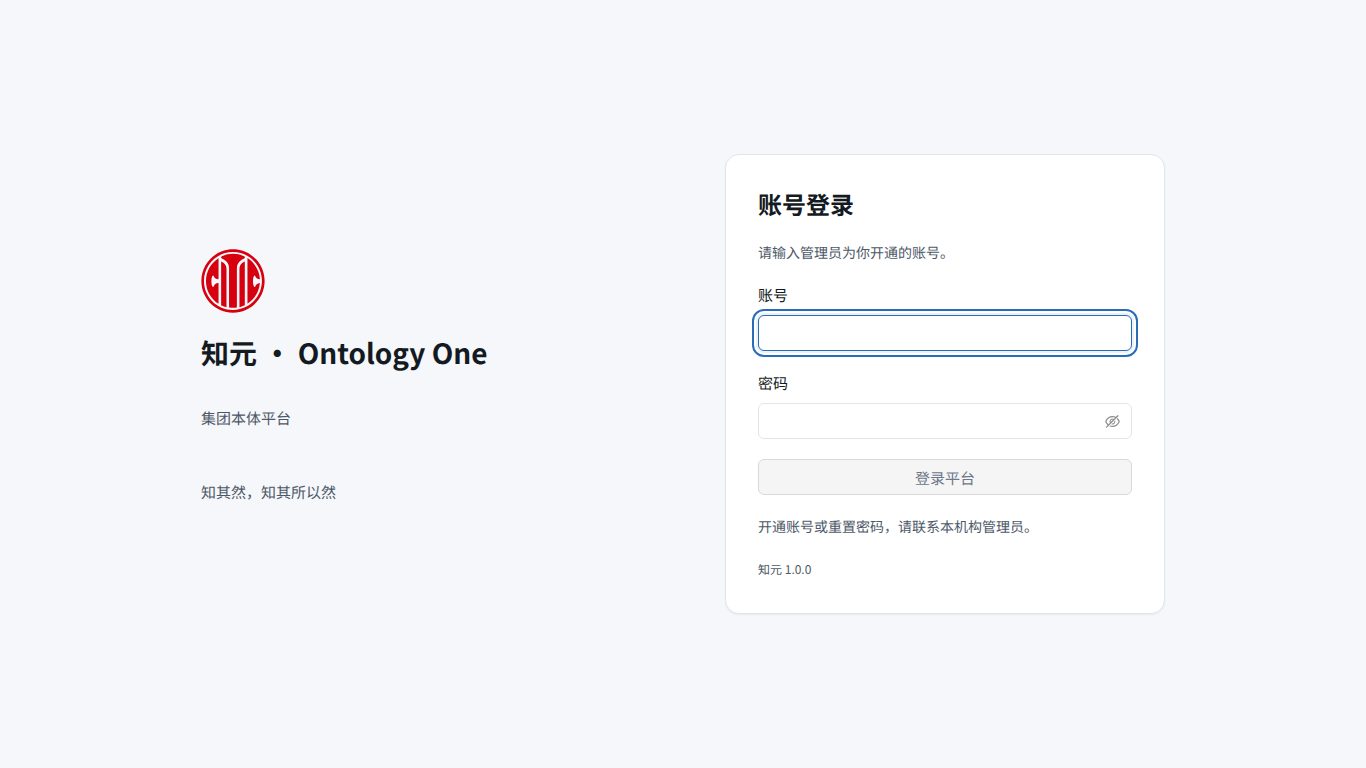 知元 · Ontology One
集团本体平台
知其然，知其所以然
账号登录
请输入管理员为你开通的账号。
账号
密码
登录平台
开通账号或重置密码，请联系本机构管理员。
知元 1.0.0